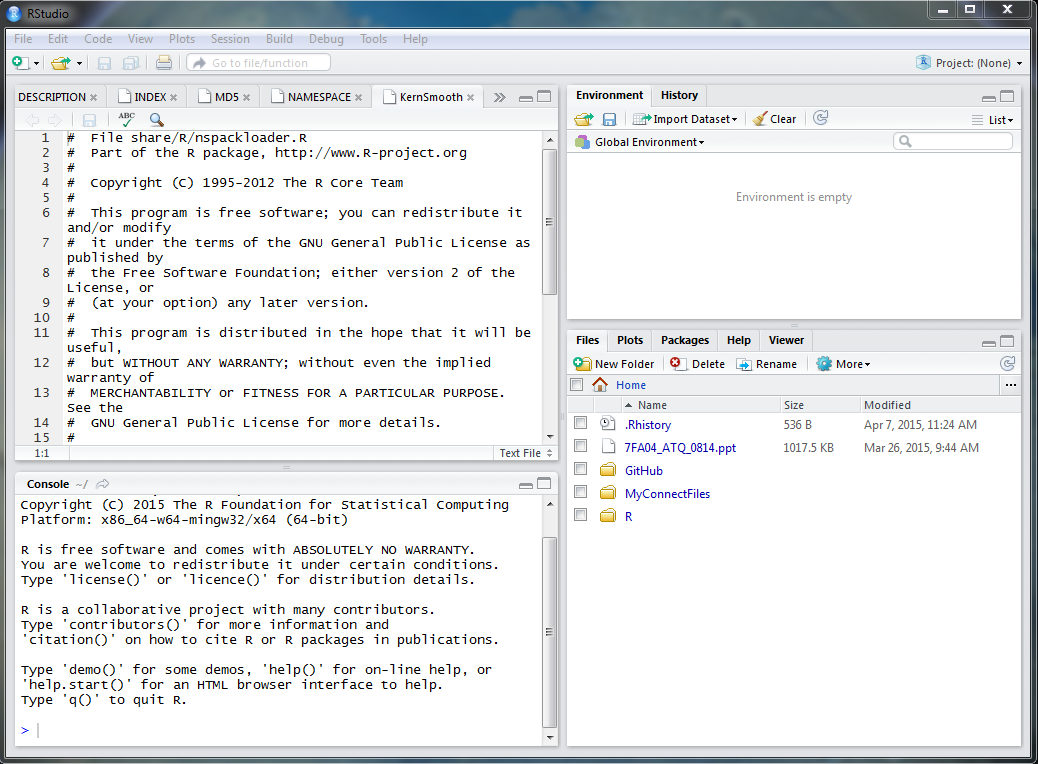 RStudio
File Edit Code View Plots Session Build Debug Tools Help
Go to file/function
Project: (None)
DESCRIPTION INDEX MD5 NAMESPACE KernSmooth
ABC
1 # File share/R/nspackloader.R
2 # Part of the R package, http://www.R-project.org
3 #
4 # Copyright (C) 1995-2012 The R Core Team
5 #
6 # This program is free software; you can redistribute it
and/or modify
7 # it under the terms of the GNU General Public License as
published by
8 # the Free Software Foundation; either version 2 of the
License, or
9 # (at your option) any later version.
10 #
11 # This program is distributed in the hope that it will be
useful,
12 # but WITHOUT ANY WARRANTY; without even the implied
warranty of
13 # MERCHANTABILITY or FITNESS FOR A PARTICULAR PURPOSE.
See the
14 # GNU General Public License for more details.
15 #
1:1 Text File
Console ~/
Copyright (C) 2015 The R Foundation for Statistical Computing
Platform: x86_64-w64-mingw32/x64 (64-bit)
R is free software and comes with ABSOLUTELY NO WARRANTY.
You are welcome to redistribute it under certain conditions.
Type 'license()' or 'licence()' for distribution details.
R is a collaborative project with many contributors.
Type 'contributors()' for more information and
'citation()' on how to cite R or R packages in publications.
Type 'demo()' for some demos, 'help()' for on-line help, or
'help.start()' for an HTML browser interface to help.
Type 'q()' to quit R.
>
Environment History
Import Dataset Clear List
Global Environment
Environment is empty
Files Plots Packages Help Viewer
New Folder Delete Rename More
Home ...
Name Size Modified
.Rhistory 536 B Apr 7, 2015, 11:24 AM
7FA04_ATQ_0814.ppt 1017.5 KB Mar 26, 2015, 9:44 AM
GitHub
MyConnectFiles
R